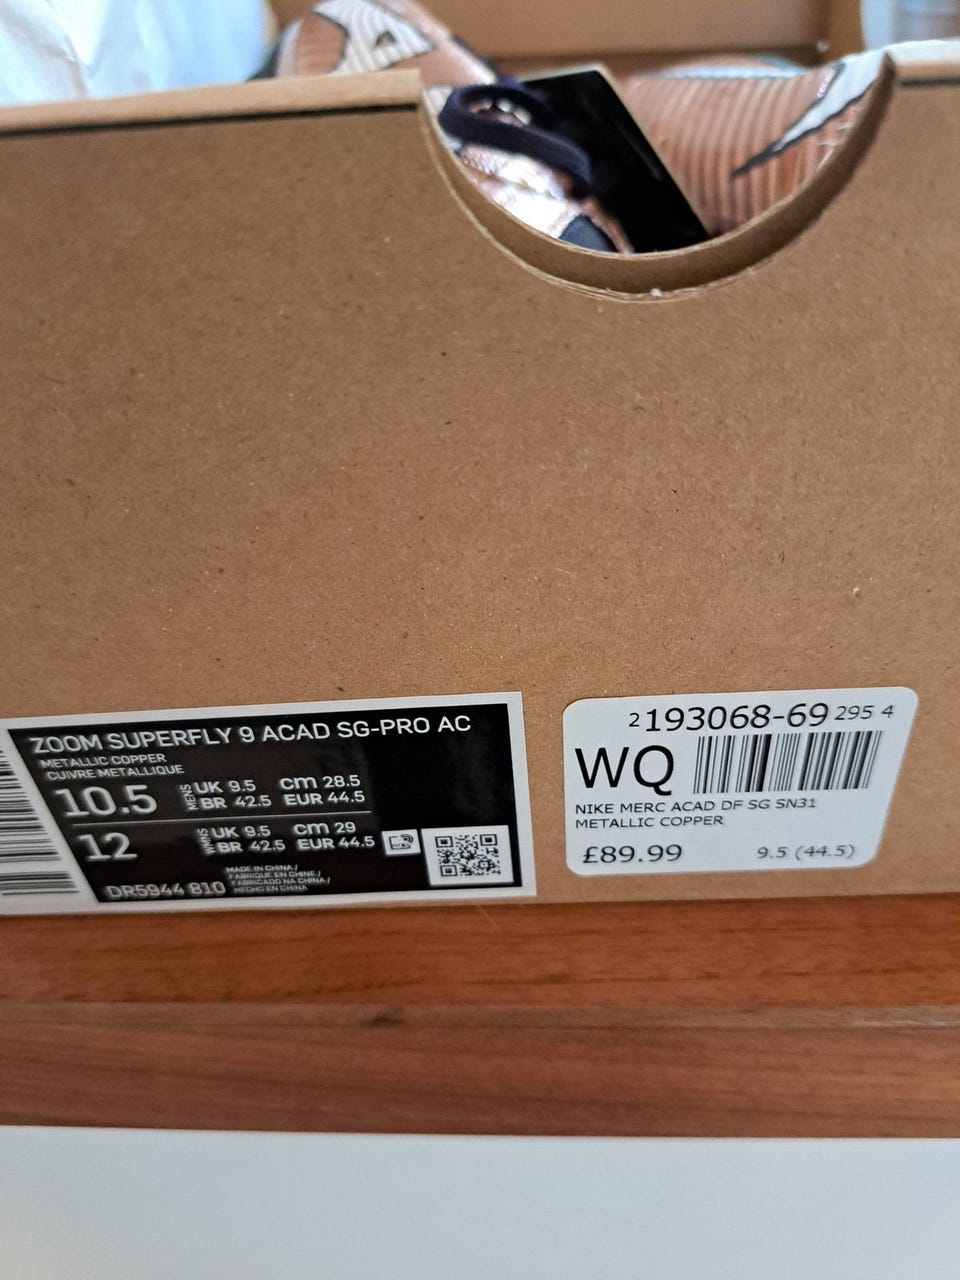 ZOOM SUPERFLY 9 ACAD SG-PRO AC
METALLIC COPPER
CUIVRE METALLIQUE
10.5 MENS UK 9.5 cm 28.5
BR 42.5 EUR 44.5
12 WMNS UK 9.5 cm 29
BR 42.5 EUR 44.5
DR5944 810
MADE IN CHINA /
FABRIQUE EN CHINE /
FABRICADO NA CHINA /
HECHO EN CHINA
2 193068-69 295 4
WQ
NIKE MERC ACAD DF SG SN31
METALLIC COPPER
£89.99 9.5 (44.5)